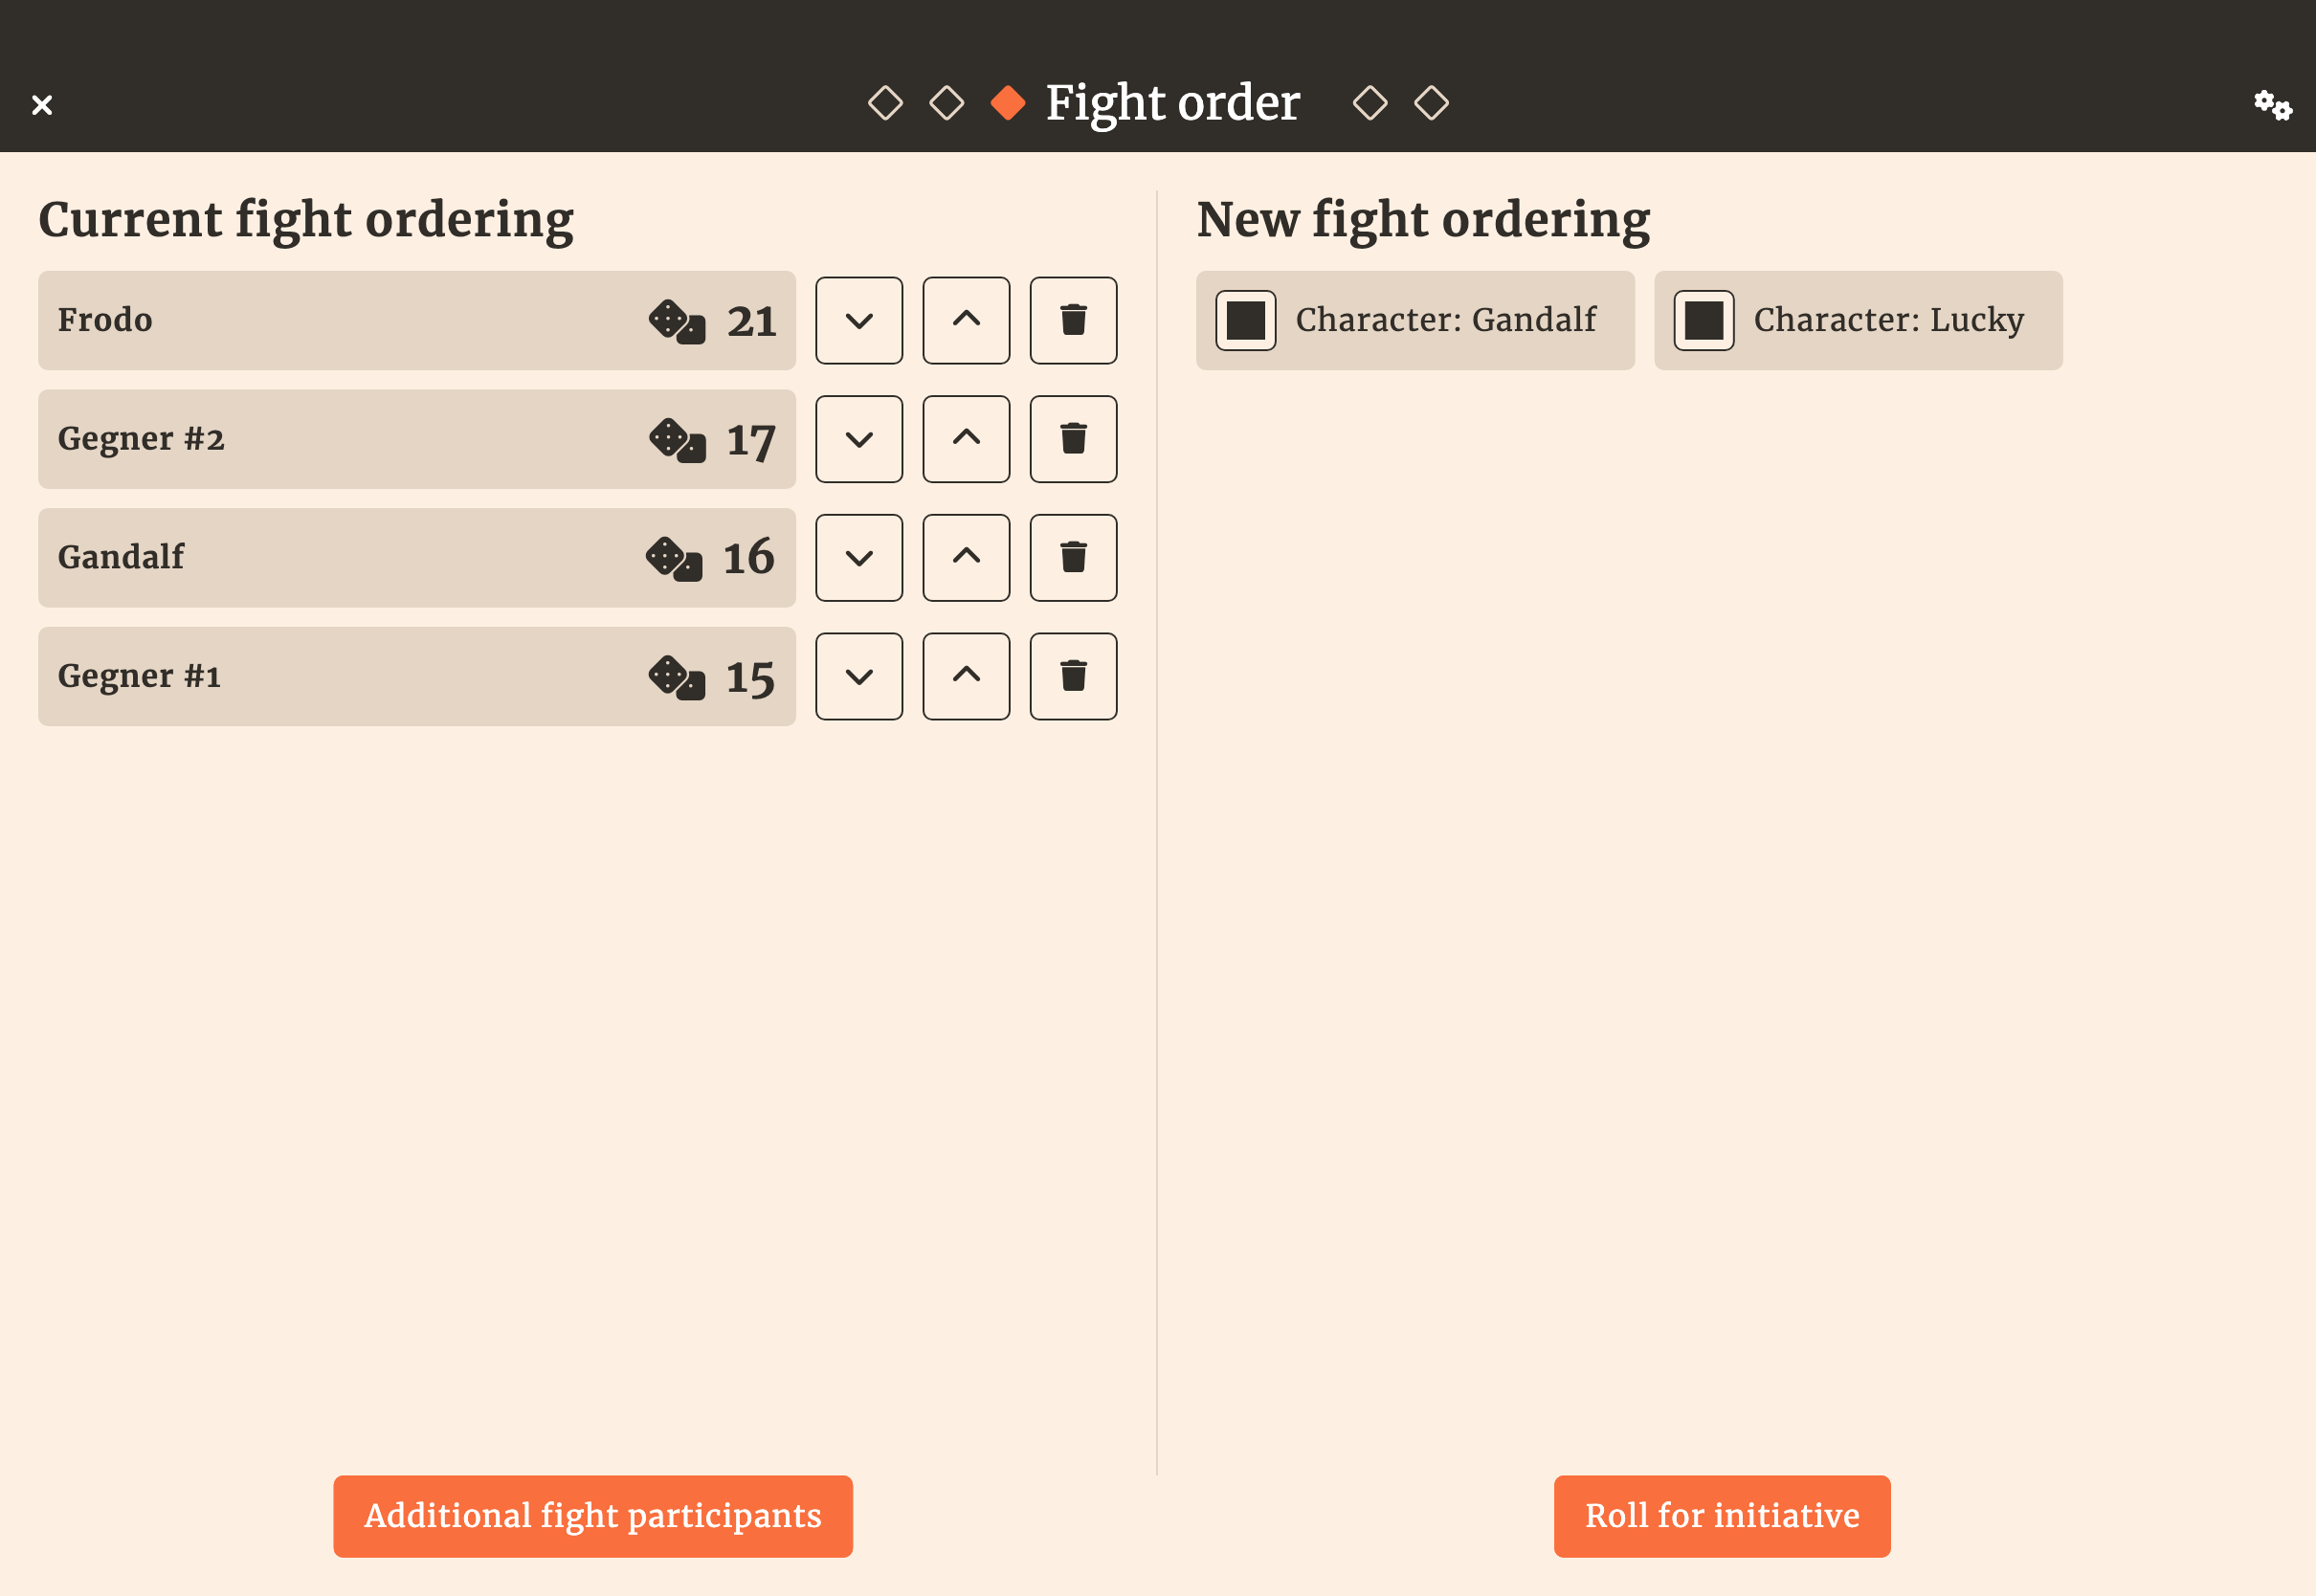 Fight order
Current fight ordering
Frodo 21
Gegner #2 17
Gandalf 16
Gegner #1 15
Additional fight participants
New fight ordering
Character: Gandalf
Character: Lucky
Roll for initiative